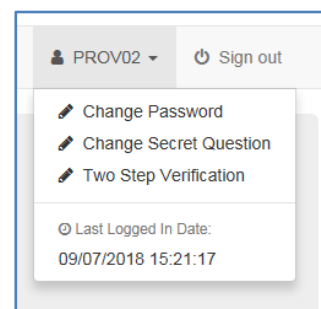 PROV02 Sign out
Change Password
Change Secret Question
Two Step Verification
Last Logged In Date:
09/07/2018 15:21:17